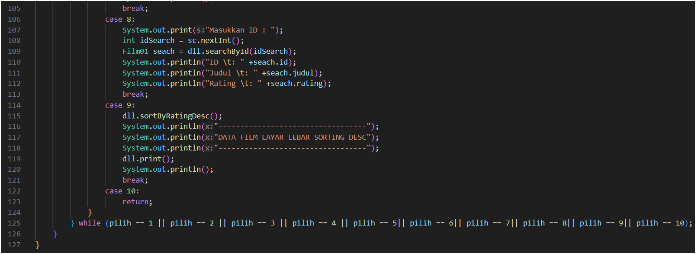 105 break;
106 case 8:
107 System.out.print(s:"Masukkan ID : ");
108 int idSearch = sc.nextInt();
109 Film01 seach = dll.searchById(idSearch);
110 System.out.println("ID \t: " +seach.id);
111 System.out.println("Judul \t: " +seach.judul);
112 System.out.println("Rating \t: " +seach.rating);
113 break;
114 case 9:
115 dll.sortByRatingDesc();
116 System.out.println(x:"----------------------------------");
117 System.out.println(x:"DATA FILM LAYAR LEBAR SORTING DESC");
118 System.out.println(x:"----------------------------------");
119 dll.print();
120 System.out.println();
121 break;
122 case 10:
123 return;
124 }
125 } while (pilih == 1 || pilih == 2 || pilih == 3 || pilih == 4 || pilih == 5|| pilih == 6|| pilih == 7|| pilih == 8|| pilih == 9|| pilih == 10);
126 }
127 }